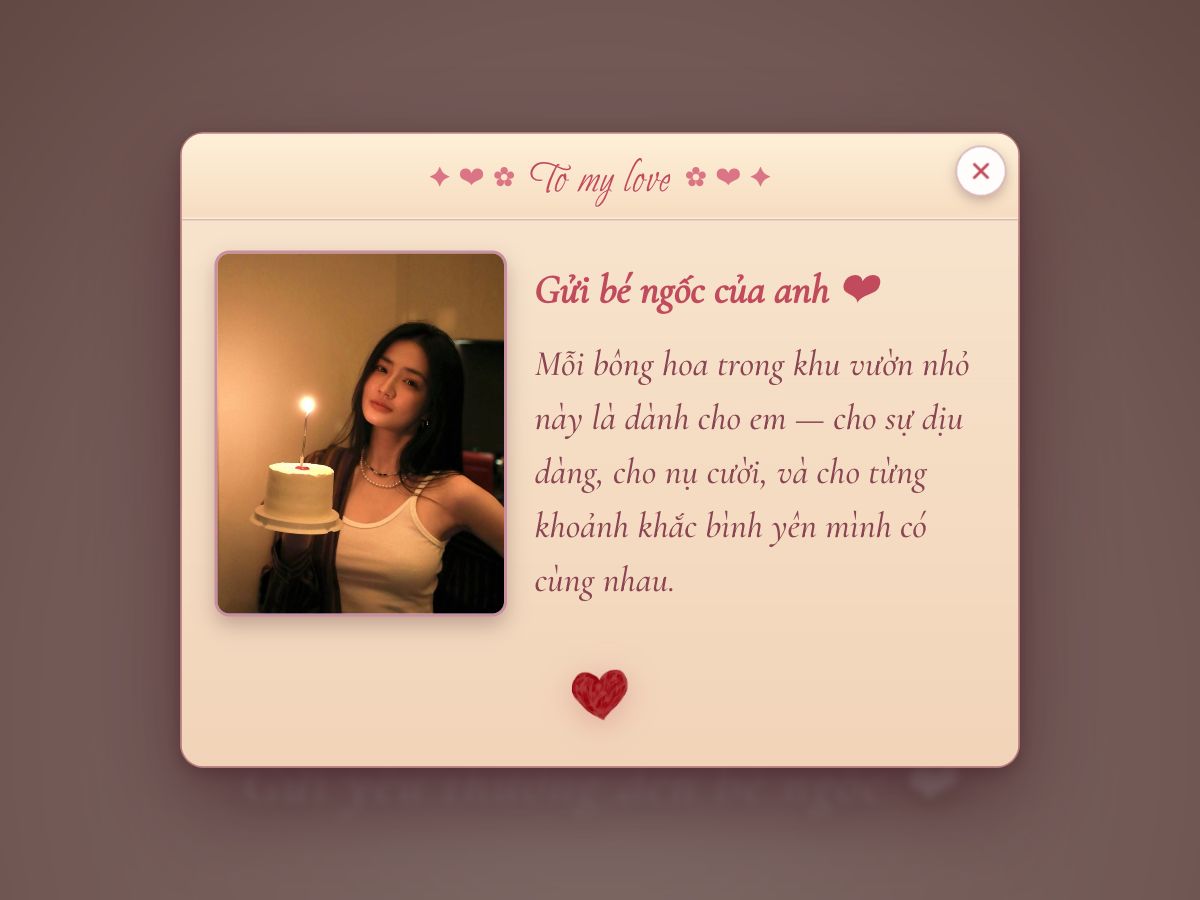 ✦ ❤ ✿ To my love ✿ ❤ ✦
Gửi bé ngốc của anh ❤
Mỗi bông hoa trong khu vườn nhỏ
này là dành cho em — cho sự dịu
dàng, cho nụ cười, và cho từng
khoảnh khắc bình yên mình có
cùng nhau.